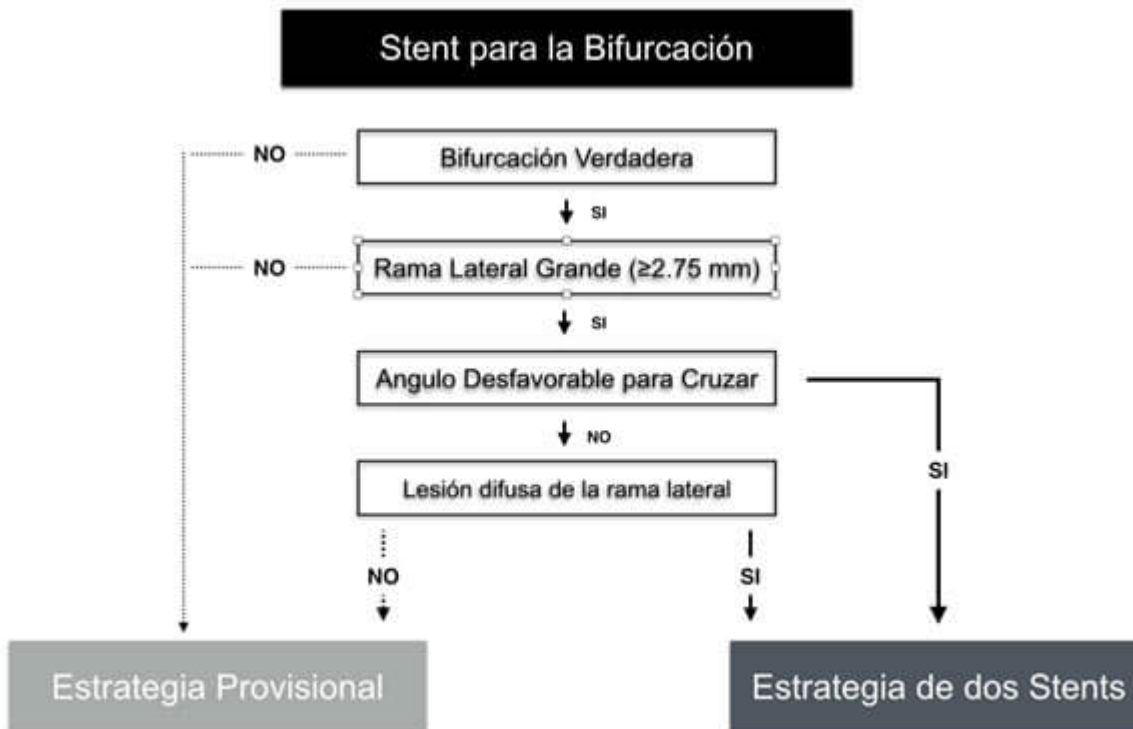 Stent para la Bifurcación
NO
Bifurcación Verdadera
SI
NO
Rama Lateral Grande (≥2.75 mm)
SI
Angulo Desfavorable para Cruzar
NO
SI
Lesión difusa de la rama lateral
NO
SI
Estrategia Provisional
Estrategia de dos Stents